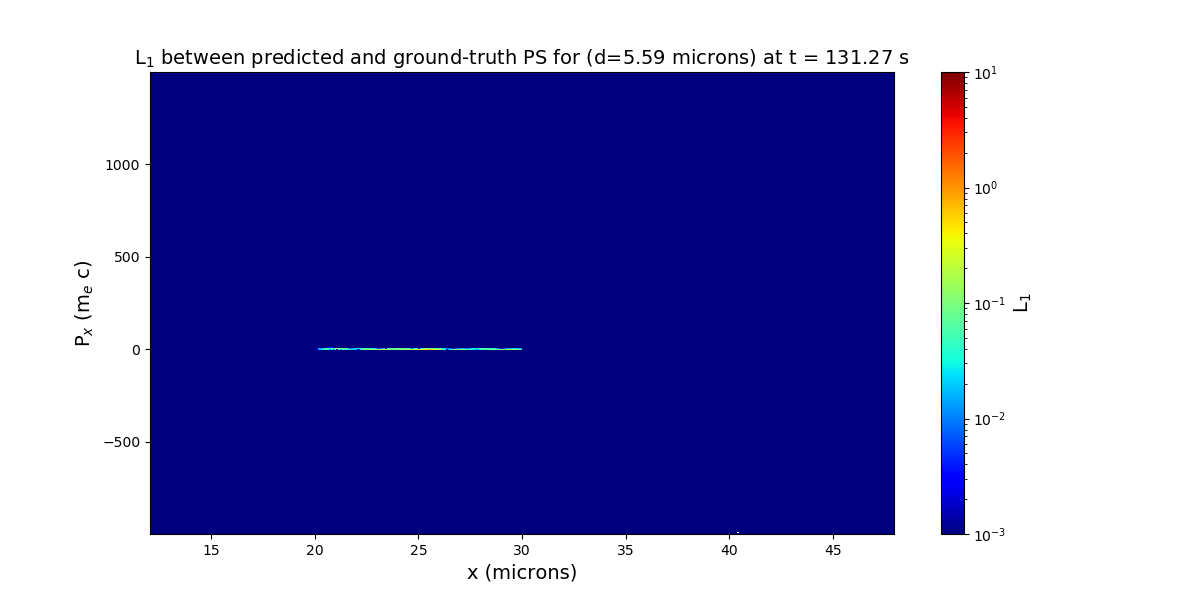 L₁ between predicted and ground-truth PS for (d=5.59 microns) at t = 131.27 s
1000
500
0
−500
Pₓ (mₑ c)
15 20 25 30 35 40 45
x (microns)
10¹
10⁰
10⁻¹
10⁻²
10⁻³
L₁